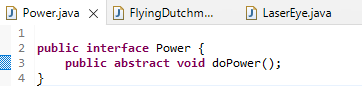 Power.java FlyingDutchm... LaserEye.java
1
2 public interface Power {
3 public abstract void doPower();
4 }